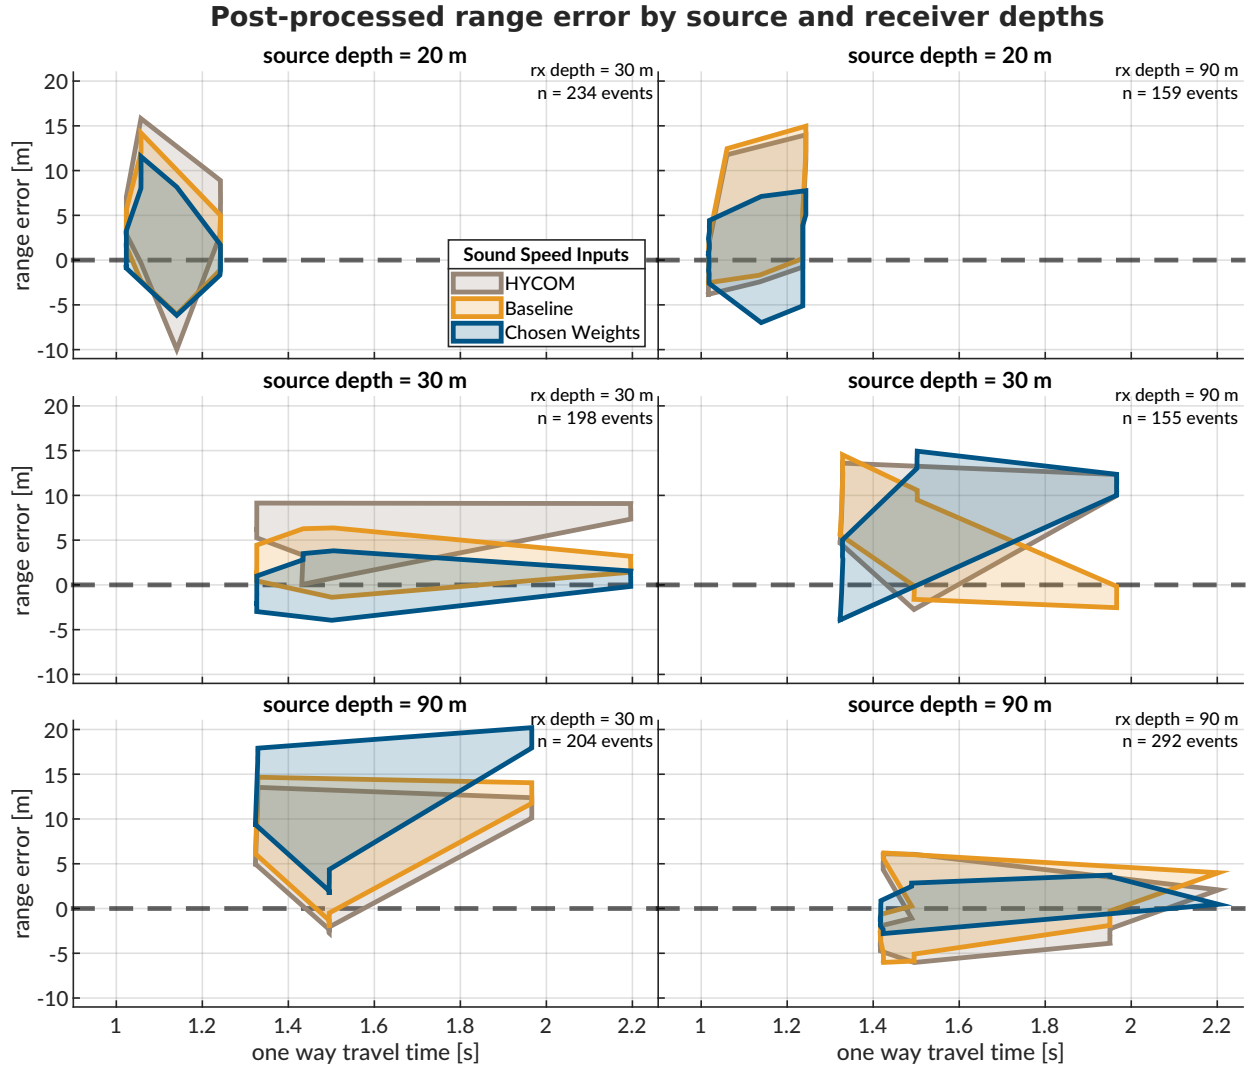 Post-processed range error by source and receiver depths
source depth = 20 m
rx depth = 30 m
n = 234 events
20
15
10
5
0
-5
-10
range error [m]
Sound Speed Inputs
HYCOM
Baseline
Chosen Weights
source depth = 20 m
rx depth = 90 m
n = 159 events
source depth = 30 m
rx depth = 30 m
n = 198 events
20
15
10
5
0
-5
-10
range error [m]
source depth = 30 m
rx depth = 90 m
n = 155 events
source depth = 90 m
rx depth = 30 m
n = 204 events
20
15
10
5
0
-5
-10
range error [m]
1 1.2 1.4 1.6 1.8 2 2.2
one way travel time [s]
source depth = 90 m
rx depth = 90 m
n = 292 events
1 1.2 1.4 1.6 1.8 2 2.2
one way travel time [s]